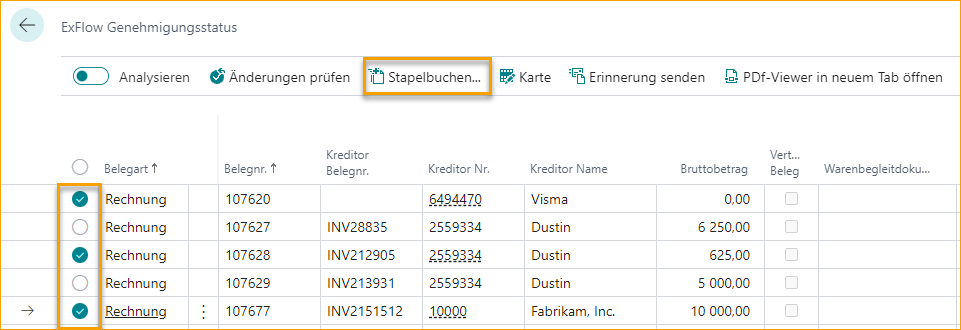 ExFlow Genehmigungsstatus
Analysieren Änderungen prüfen Stapelbuchen... Karte Erinnerung senden PDf-Viewer in neuem Tab öffnen
Belegart ↑ Belegnr. ↑ Kreditor Belegnr. Kreditor Nr. Kreditor Name Bruttobetrag Vert... Beleg Warenbegleitdoku...
Rechnung 107620 6494470 Visma 0,00
Rechnung 107627 INV28835 2559334 Dustin 6 250,00
Rechnung 107628 INV212905 2559334 Dustin 625,00
Rechnung 107629 INV213931 2559334 Dustin 5 000,00
Rechnung 107677 INV2151512 10000 Fabrikam, Inc. 10 000,00